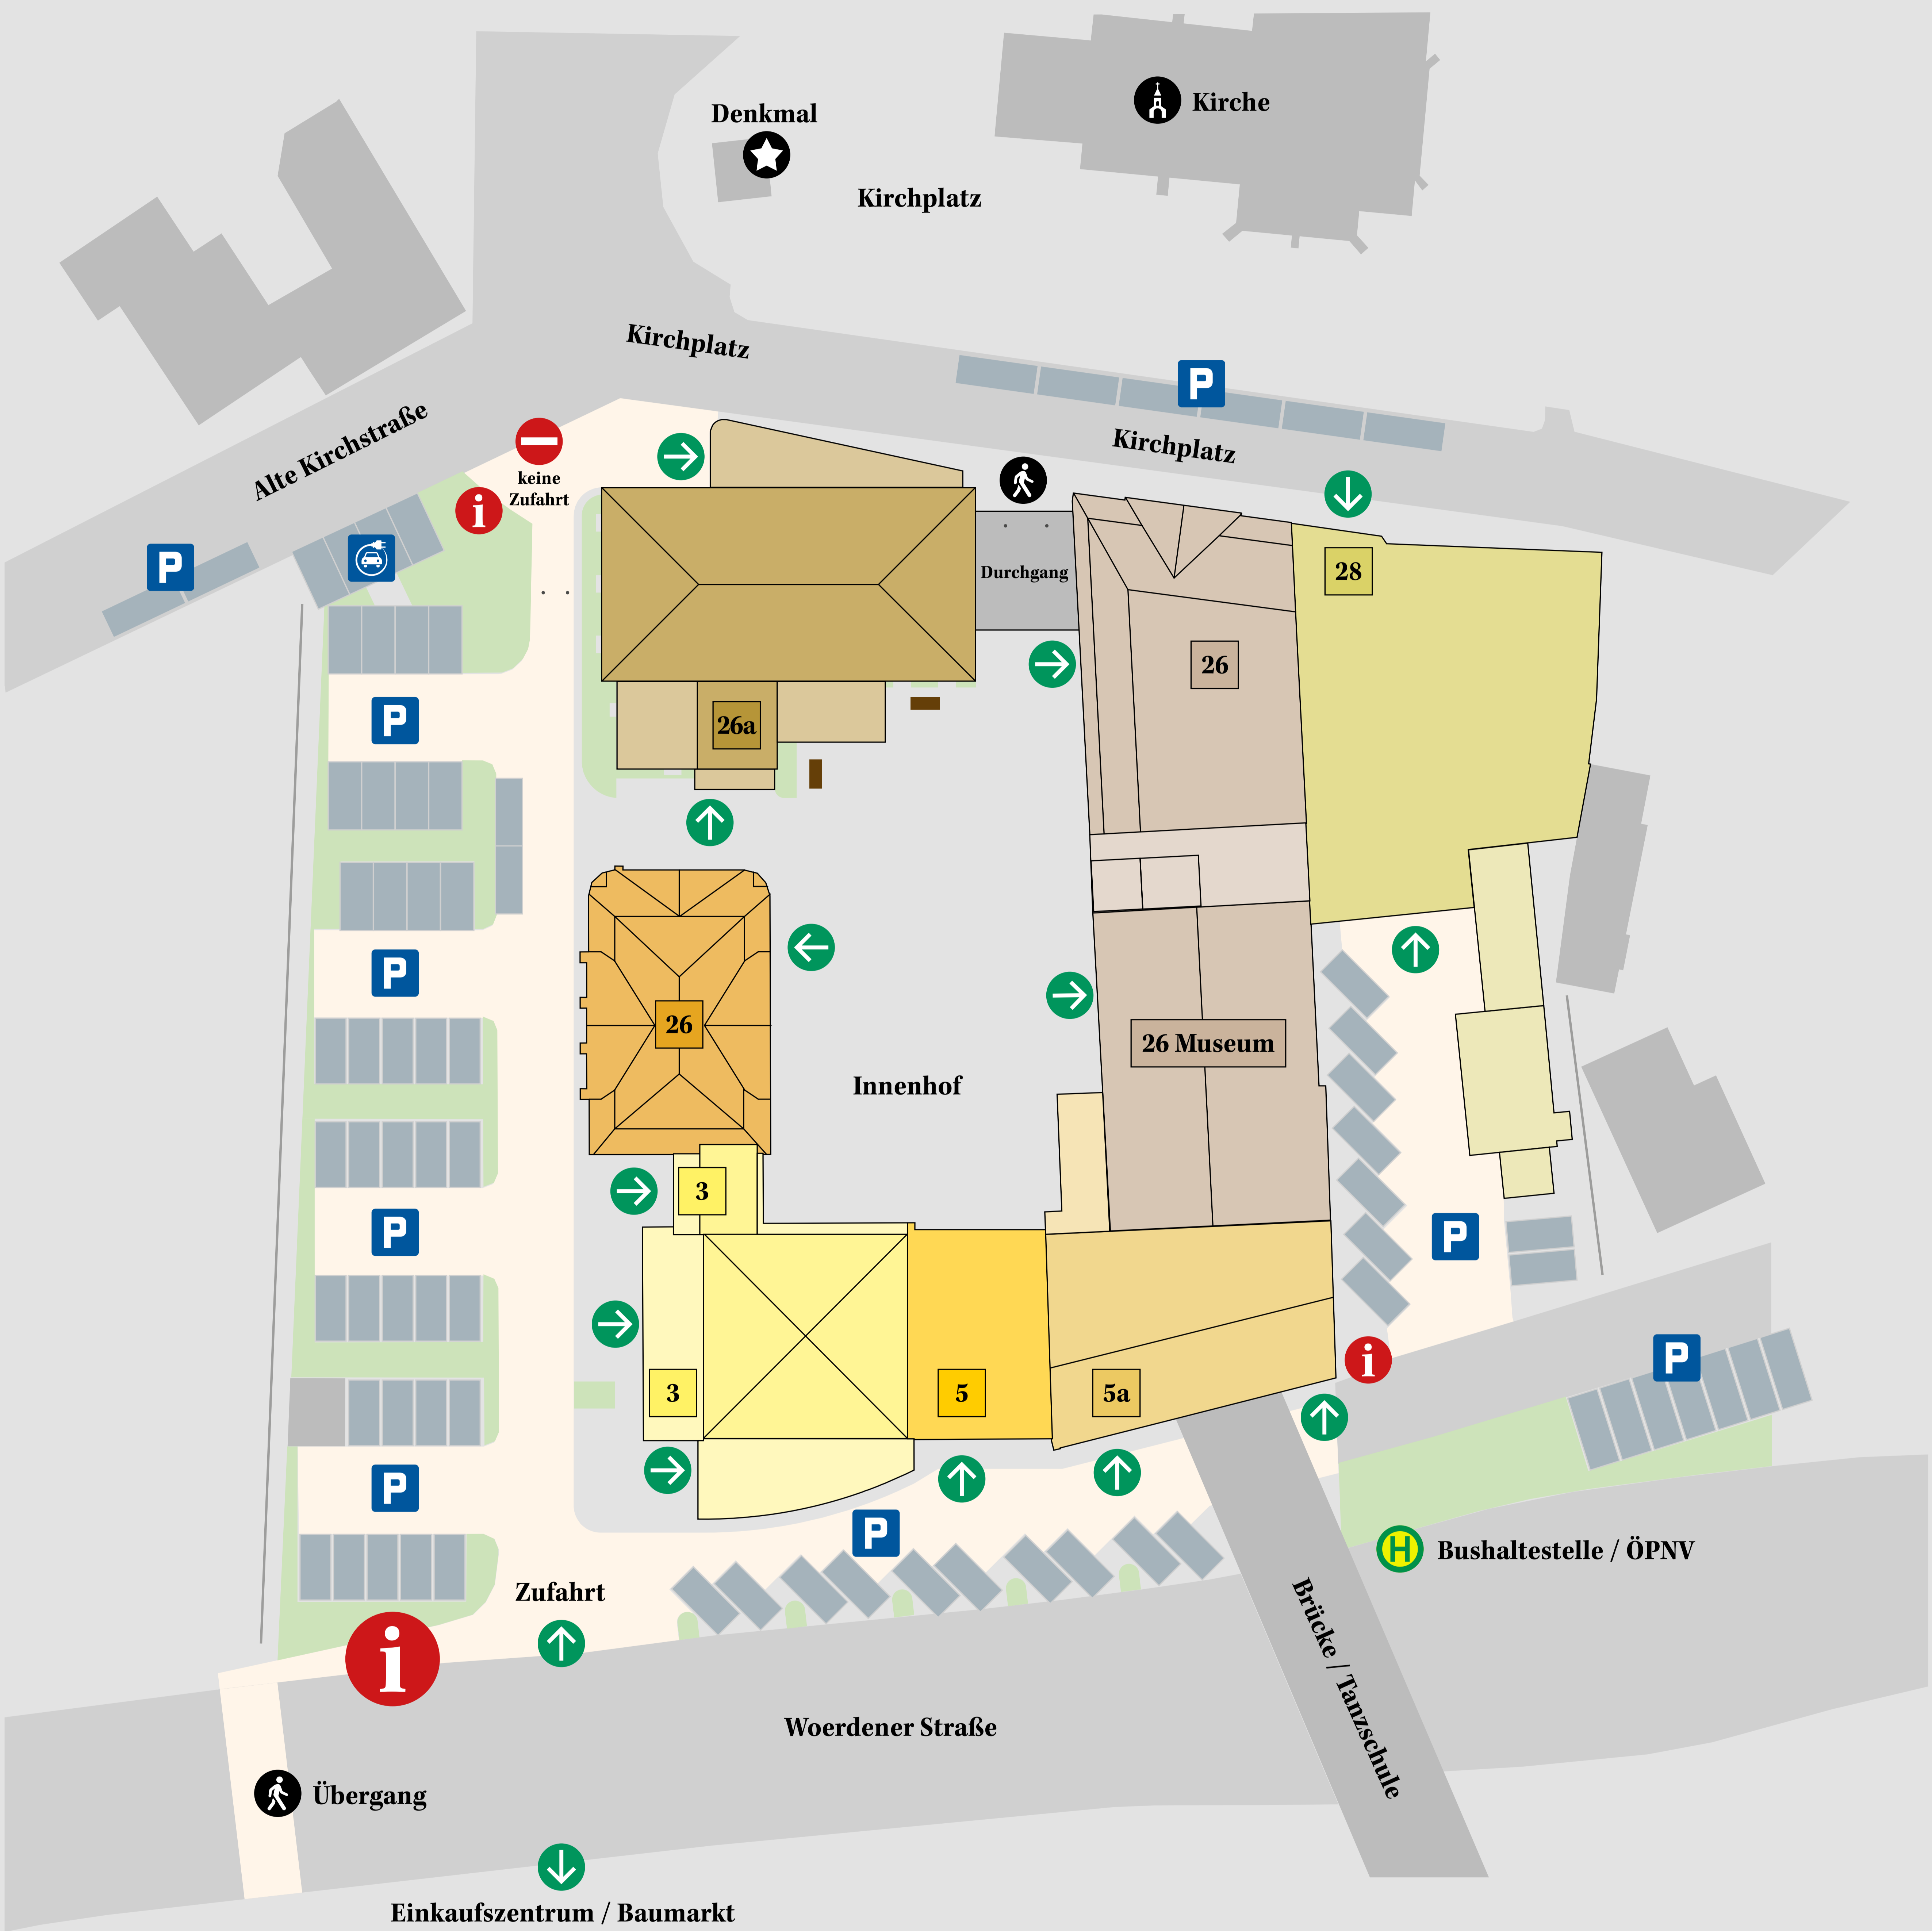 Denkmal
Kirche
Kirchplatz
Kirchplatz
P
Kirchplatz
Alte Kirchstraße
keine
Zufahrt
i
P
Durchgang
28
26
26a
P
P
26
Innenhof
26 Museum
3
P
P
i
P
3
5
5a
P
P
H Bushaltestelle / ÖPNV
Zufahrt
i
Brücke / Tanzschule
Woerdener Straße
Übergang
Einkaufszentrum / Baumarkt